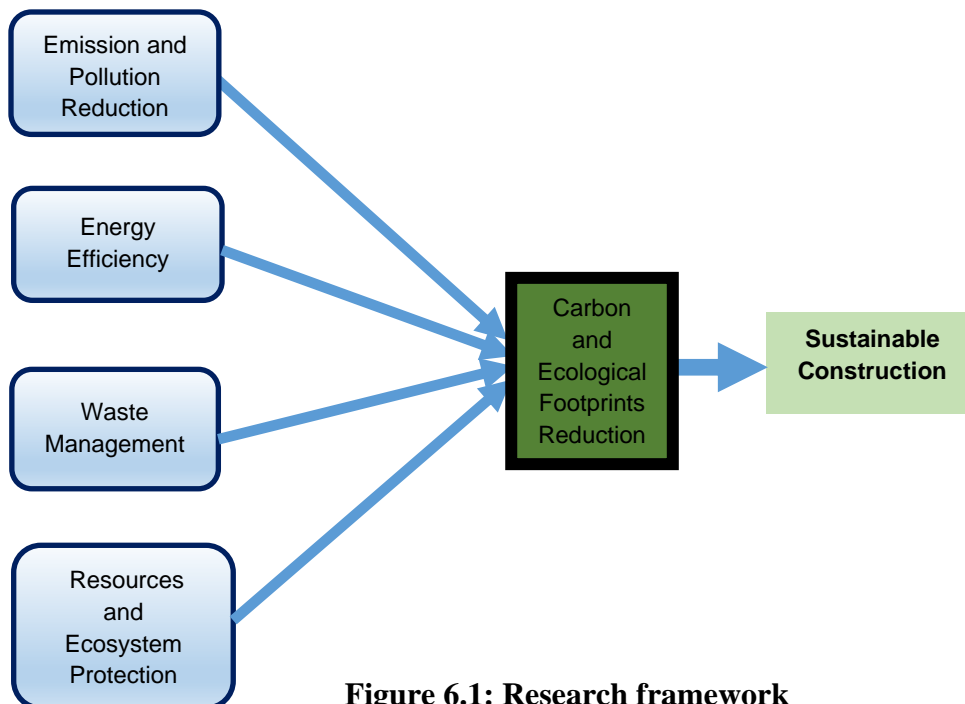 Emission and
Pollution
Reduction
Energy
Efficiency
Waste
Management
Resources
and
Ecosystem
Protection
Carbon
and
Ecological
Footprints
Reduction
Sustainable
Construction
Figure 6.1: Research framework